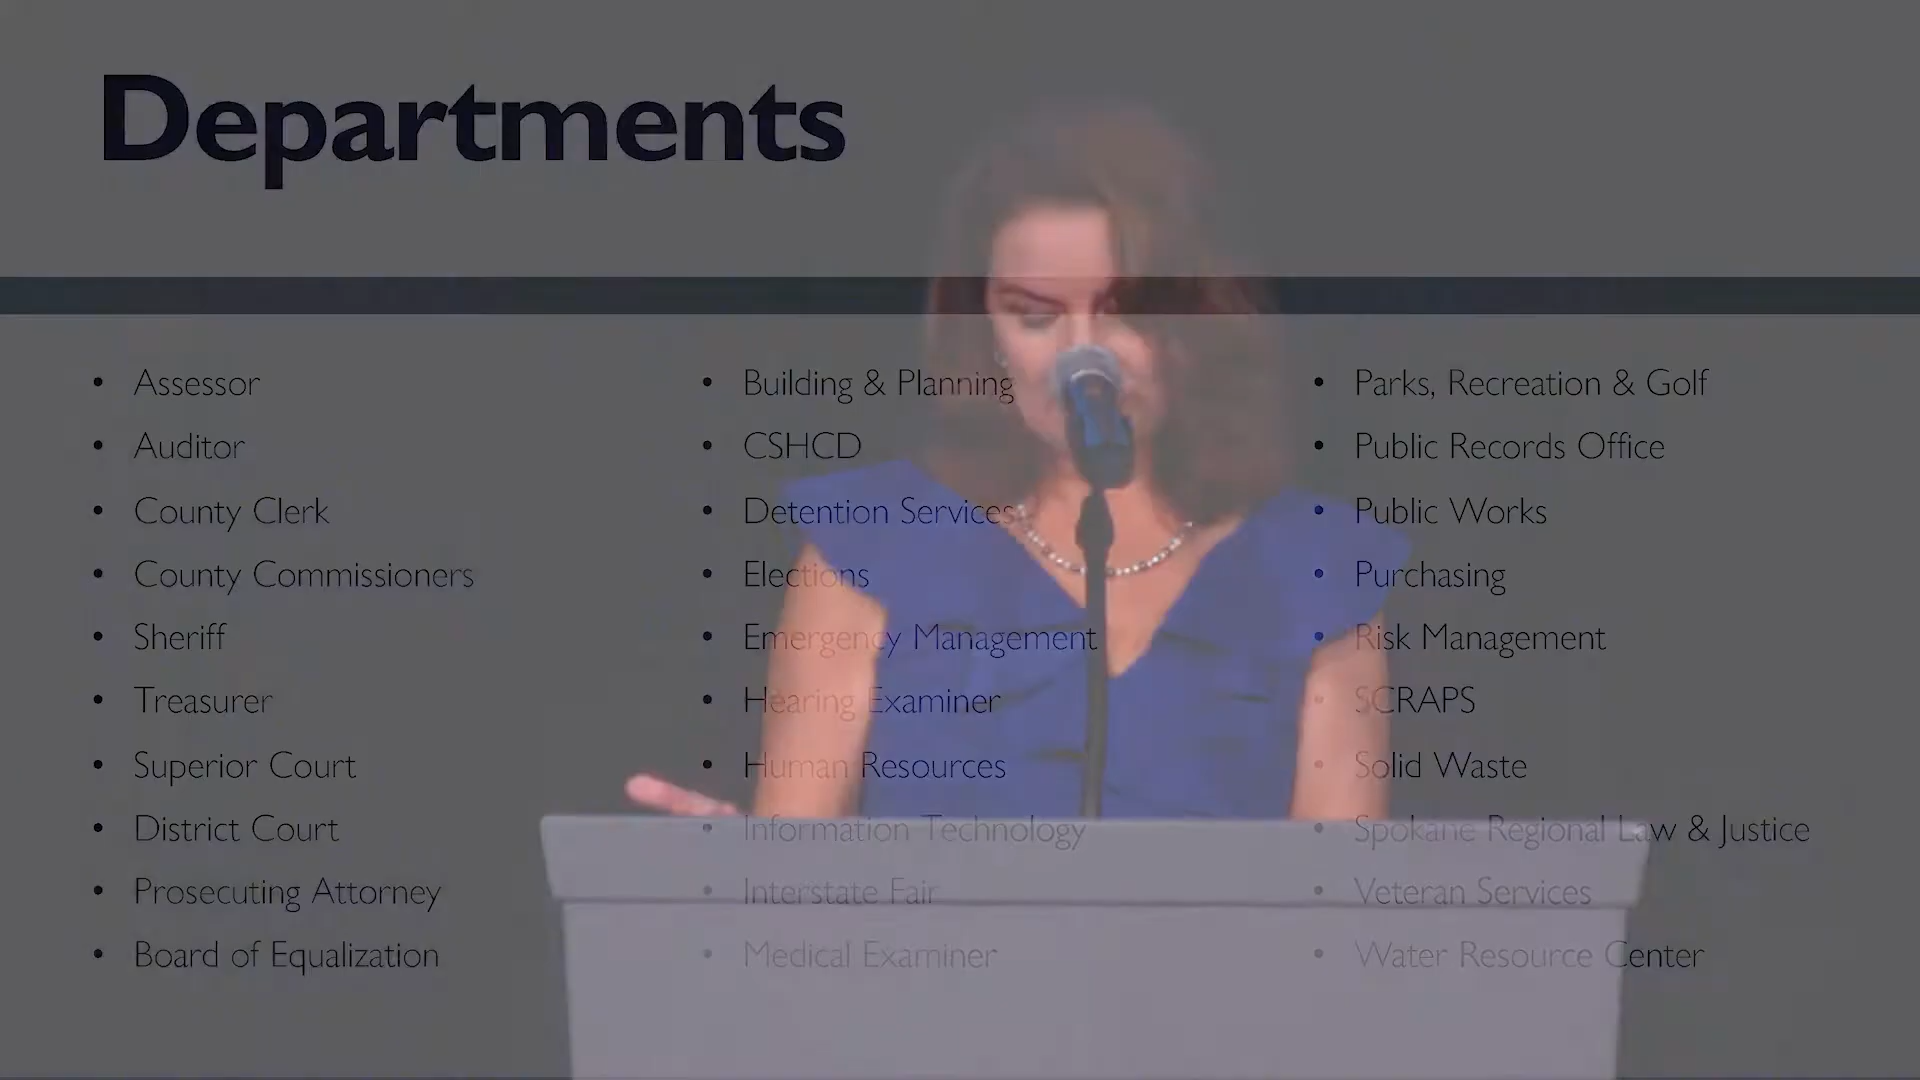 Departments
• Assessor
• Auditor
• County Clerk
• County Commissioners
• Sheriff
• Treasurer
• Superior Court
• District Court
• Prosecuting Attorney
• Board of Equalization
• Building & Planning
• CSHCD
• Detention Services
• Elections
• Emergency Management
• Hearing Examiner
• Human Resources
• Information Technology
• Interstate Fair
• Medical Examiner
• Parks, Recreation & Golf
• Public Records Office
• Public Works
• Purchasing
• Risk Management
• SCRAPS
• Solid Waste
• Spokane Regional Law & Justice
• Veteran Services
• Water Resource Center